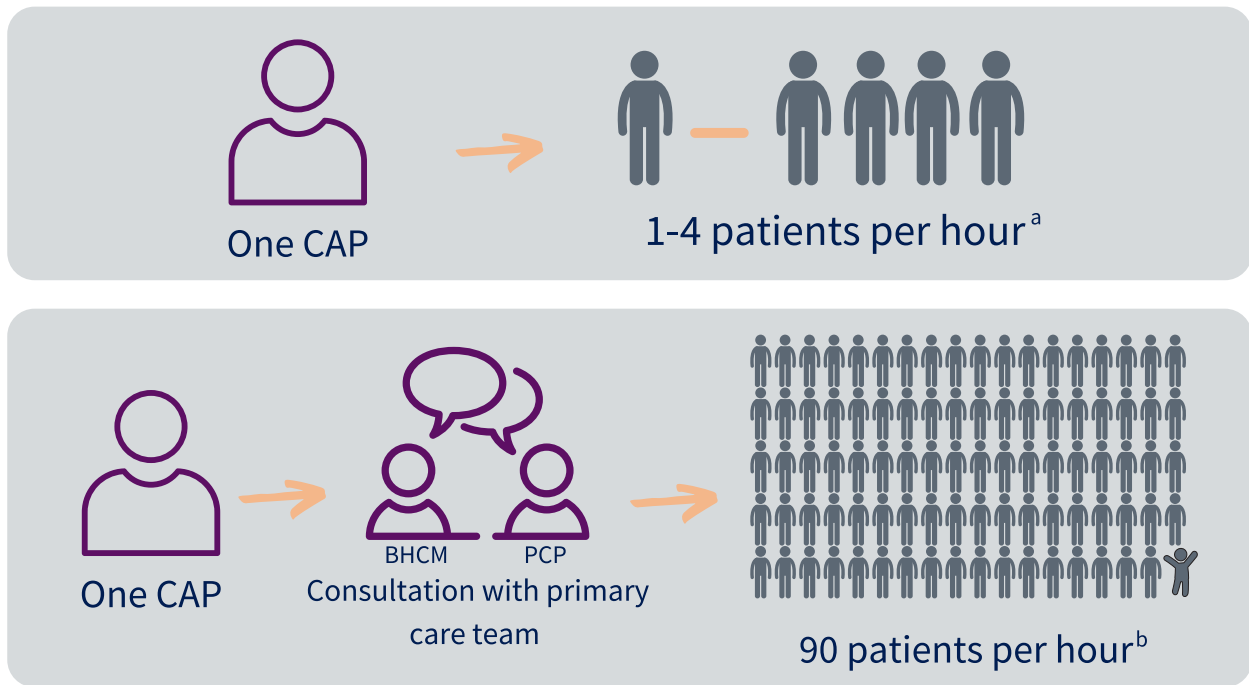 One CAP
1-4 patients per hour a
One CAP
BHCM
PCP
Consultation with primary
care team
90 patients per hour b